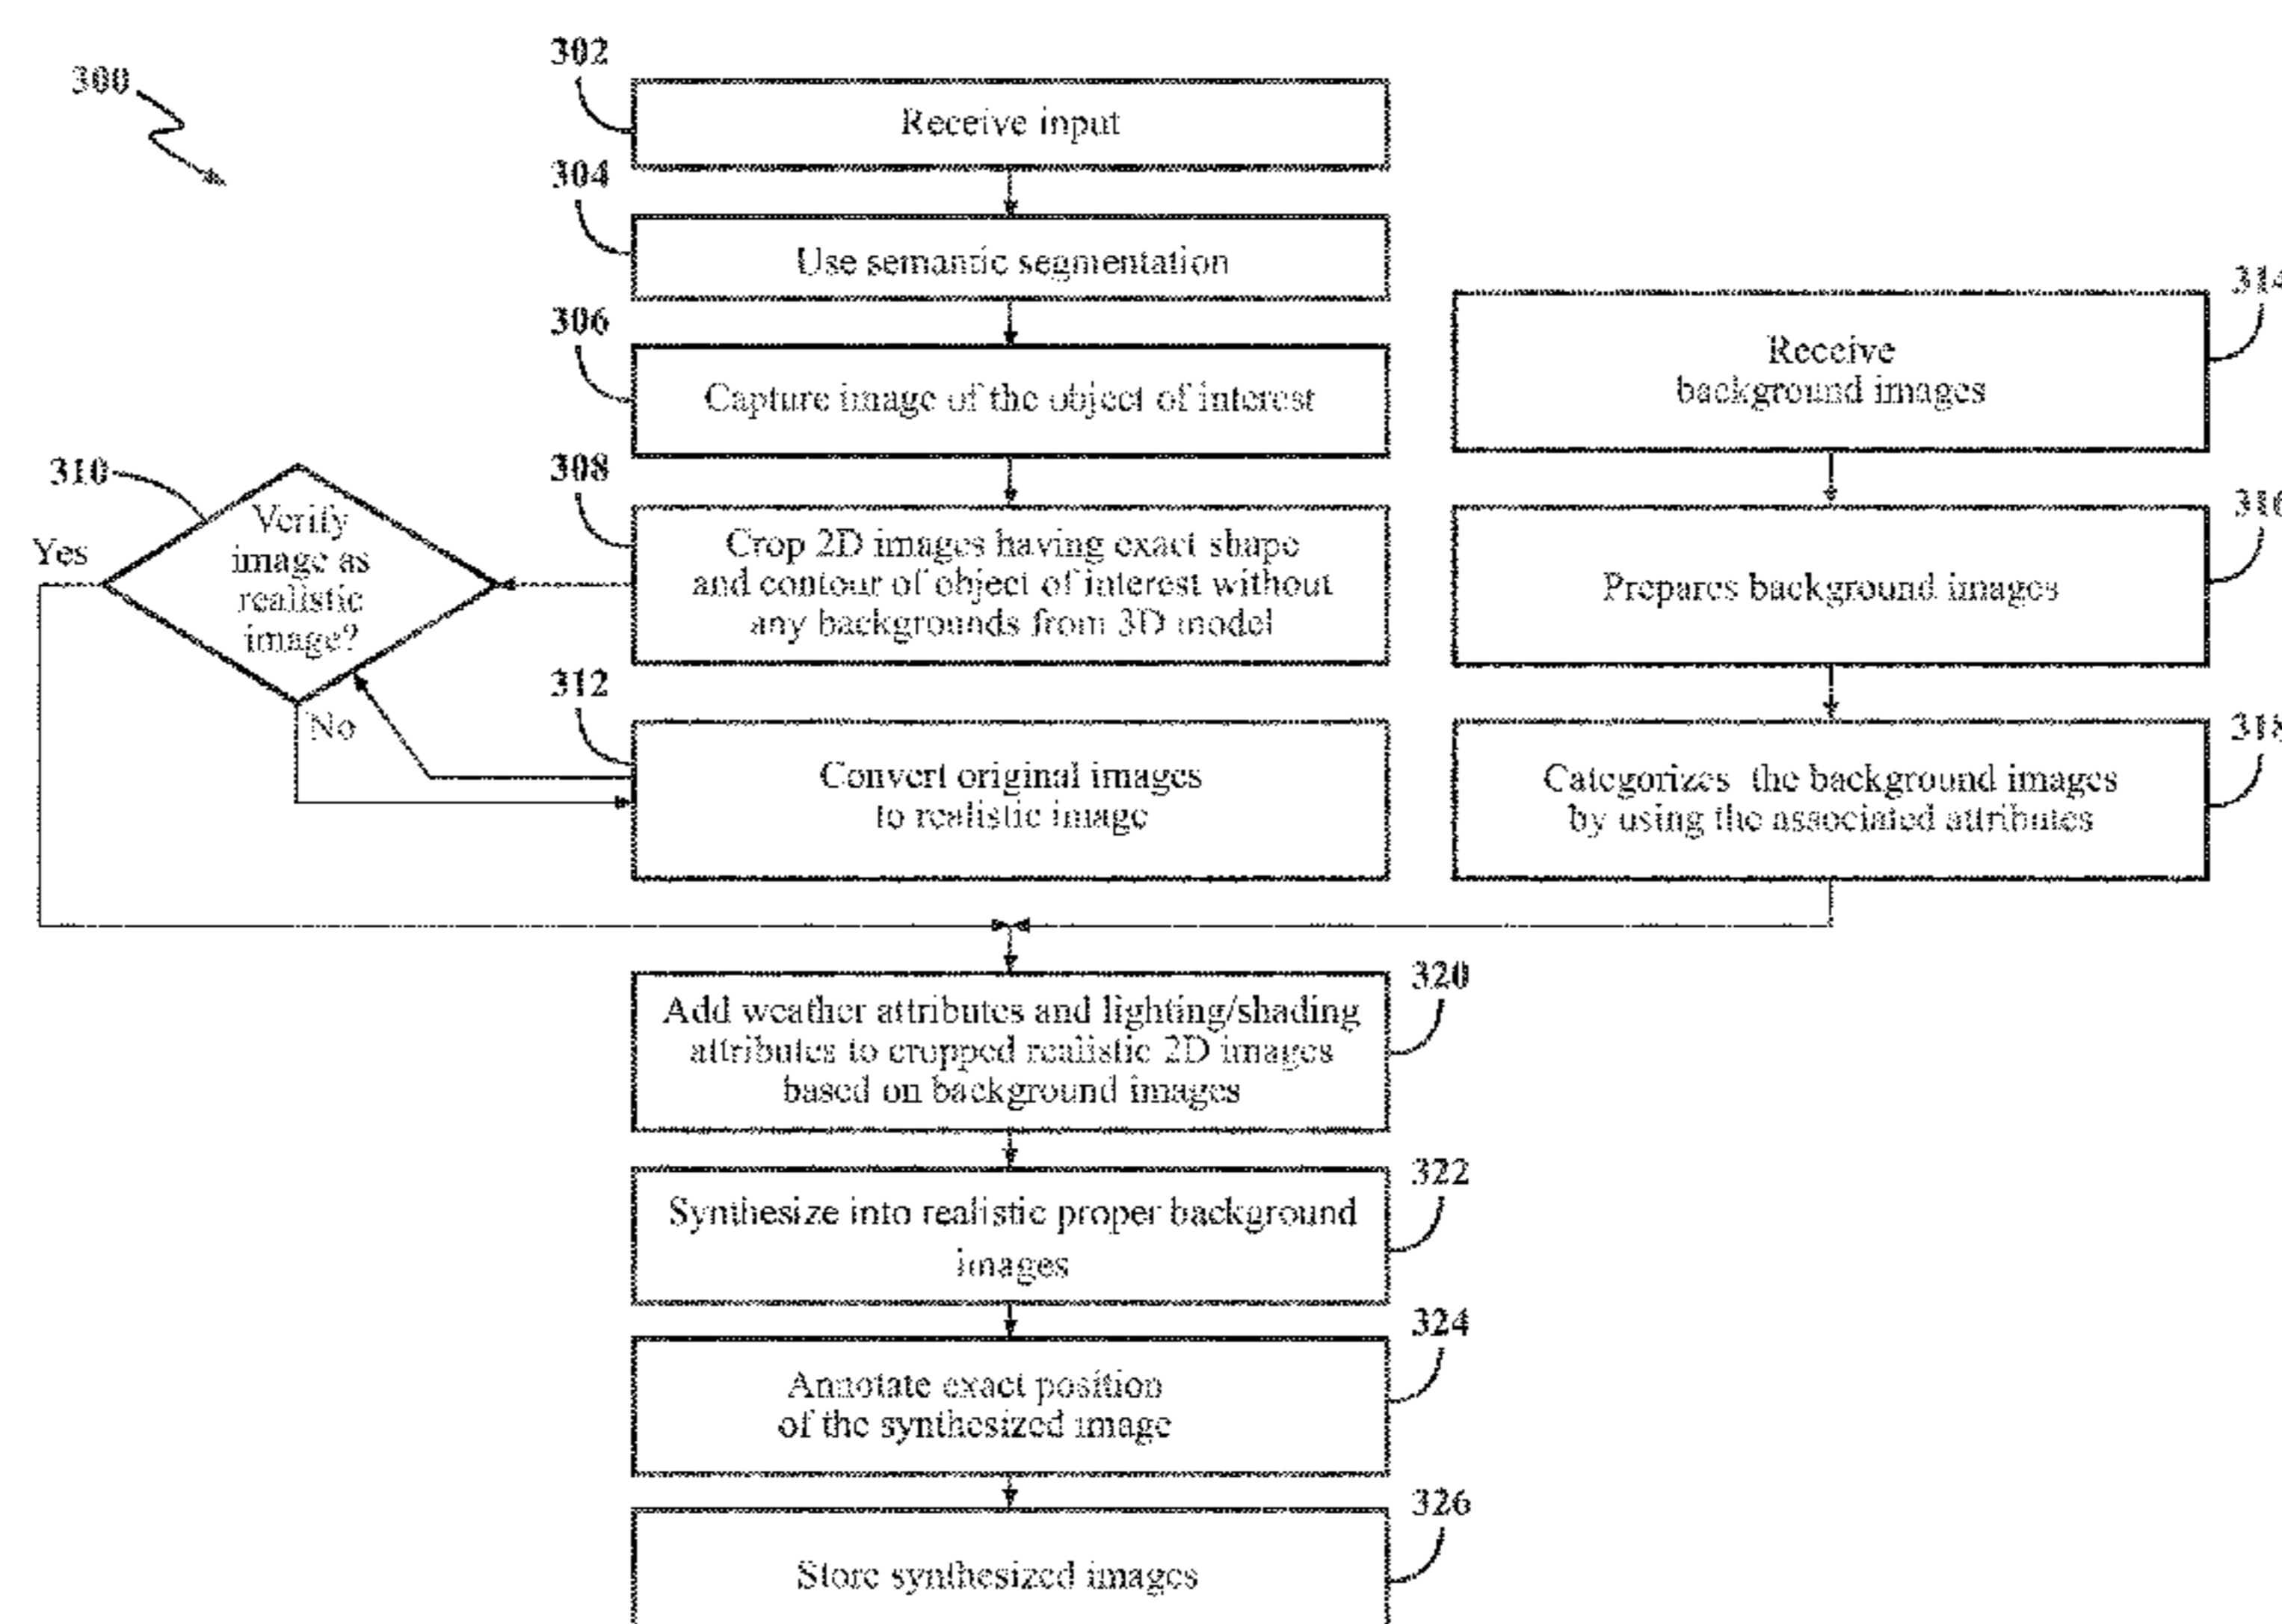 300
302
Receive input
304
Use semantic segmentation
306
Capture image of the object of interest
308
Crop 2D images having exact shape
and contour of object of interest without
any backgrounds from 3D model
310
Verify
image as
realistic
image?
Yes
No
312
Convert original images
to realistic image
314
Receive
background images
316
Prepares background images
318
Categorizes the background images
by using the associated attributes
320
Add weather attributes and lighting/shading
attributes to cropped realistic 2D images
based on background images
322
Synthesize into realistic proper background
images
324
Annotate exact position
of the synthesized image
326
Store synthesized images